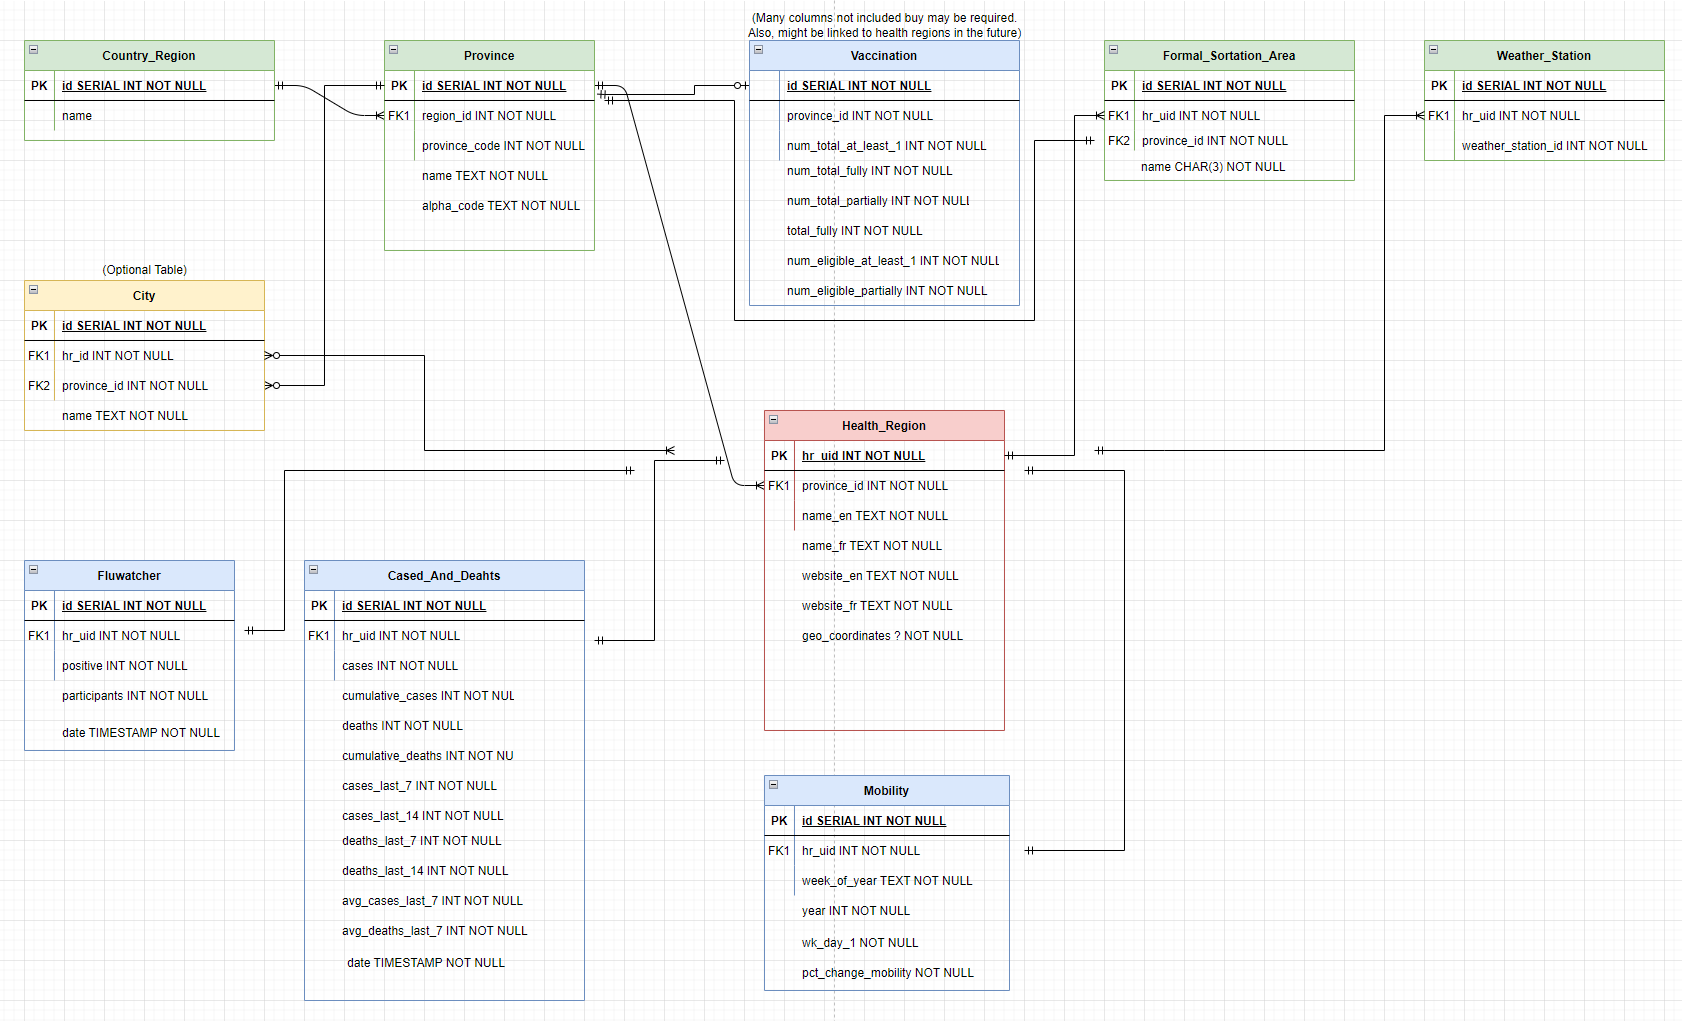 (Many columns not included buy may be required.
Also, might be linked to health regions in the future)
Country_Region
PK id SERIAL INT NOT NULL
name
Province
PK id SERIAL INT NOT NULL
FK1 region_id INT NOT NULL
province_code INT NOT NULL
name TEXT NOT NULL
alpha_code TEXT NOT NULL
Vaccination
id SERIAL INT NOT NULL
province_id INT NOT NULL
num_total_at_least_1 INT NOT NULL
num_total_fully INT NOT NULL
num_total_partially INT NOT NULL
total_fully INT NOT NULL
num_eligible_at_least_1 INT NOT NULL
num_eligible_partially INT NOT NULL
Formal_Sortation_Area
PK id SERIAL INT NOT NULL
FK1 hr_uid INT NOT NULL
FK2 province_id INT NOT NULL
name CHAR(3) NOT NULL
Weather_Station
PK id SERIAL INT NOT NULL
FK1 hr_uid INT NOT NULL
weather_station_id INT NOT NULL
(Optional Table)
City
PK id SERIAL INT NOT NULL
FK1 hr_id INT NOT NULL
FK2 province_id INT NOT NULL
name TEXT NOT NULL
Health_Region
PK hr_uid INT NOT NULL
FK1 province_id INT NOT NULL
name_en TEXT NOT NULL
name_fr TEXT NOT NULL
website_en TEXT NOT NULL
website_fr TEXT NOT NULL
geo_coordinates ? NOT NULL
Fluwatcher
PK id SERIAL INT NOT NULL
FK1 hr_uid INT NOT NULL
positive INT NOT NULL
participants INT NOT NULL
date TIMESTAMP NOT NULL
Cased_And_Deahts
PK id SERIAL INT NOT NULL
FK1 hr_uid INT NOT NULL
cases INT NOT NULL
cumulative_cases INT NOT NUL
deaths INT NOT NULL
cumulative_deaths INT NOT NU
cases_last_7 INT NOT NULL
cases_last_14 INT NOT NULL
deaths_last_7 INT NOT NULL
deaths_last_14 INT NOT NULL
avg_cases_last_7 INT NOT NULL
avg_deaths_last_7 INT NOT NULL
date TIMESTAMP NOT NULL
Mobility
PK id SERIAL INT NOT NULL
FK1 hr_uid INT NOT NULL
week_of_year TEXT NOT NULL
year INT NOT NULL
wk_day_1 NOT NULL
pct_change_mobility NOT NULL